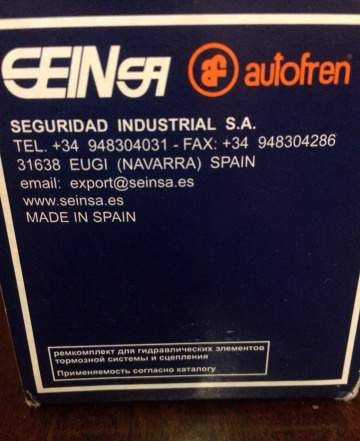 SEINSA autofren
SEGURIDAD INDUSTRIAL S.A.
TEL. +34 948304031 - FAX: +34 948304286
31638 EUGI (NAVARRA) SPAIN
email: export@seinsa.es
www.seinsa.es
MADE IN SPAIN
ремкомплект для гидравлических элементов
тормозной системы и сцепления
Применяемость согласно каталогу